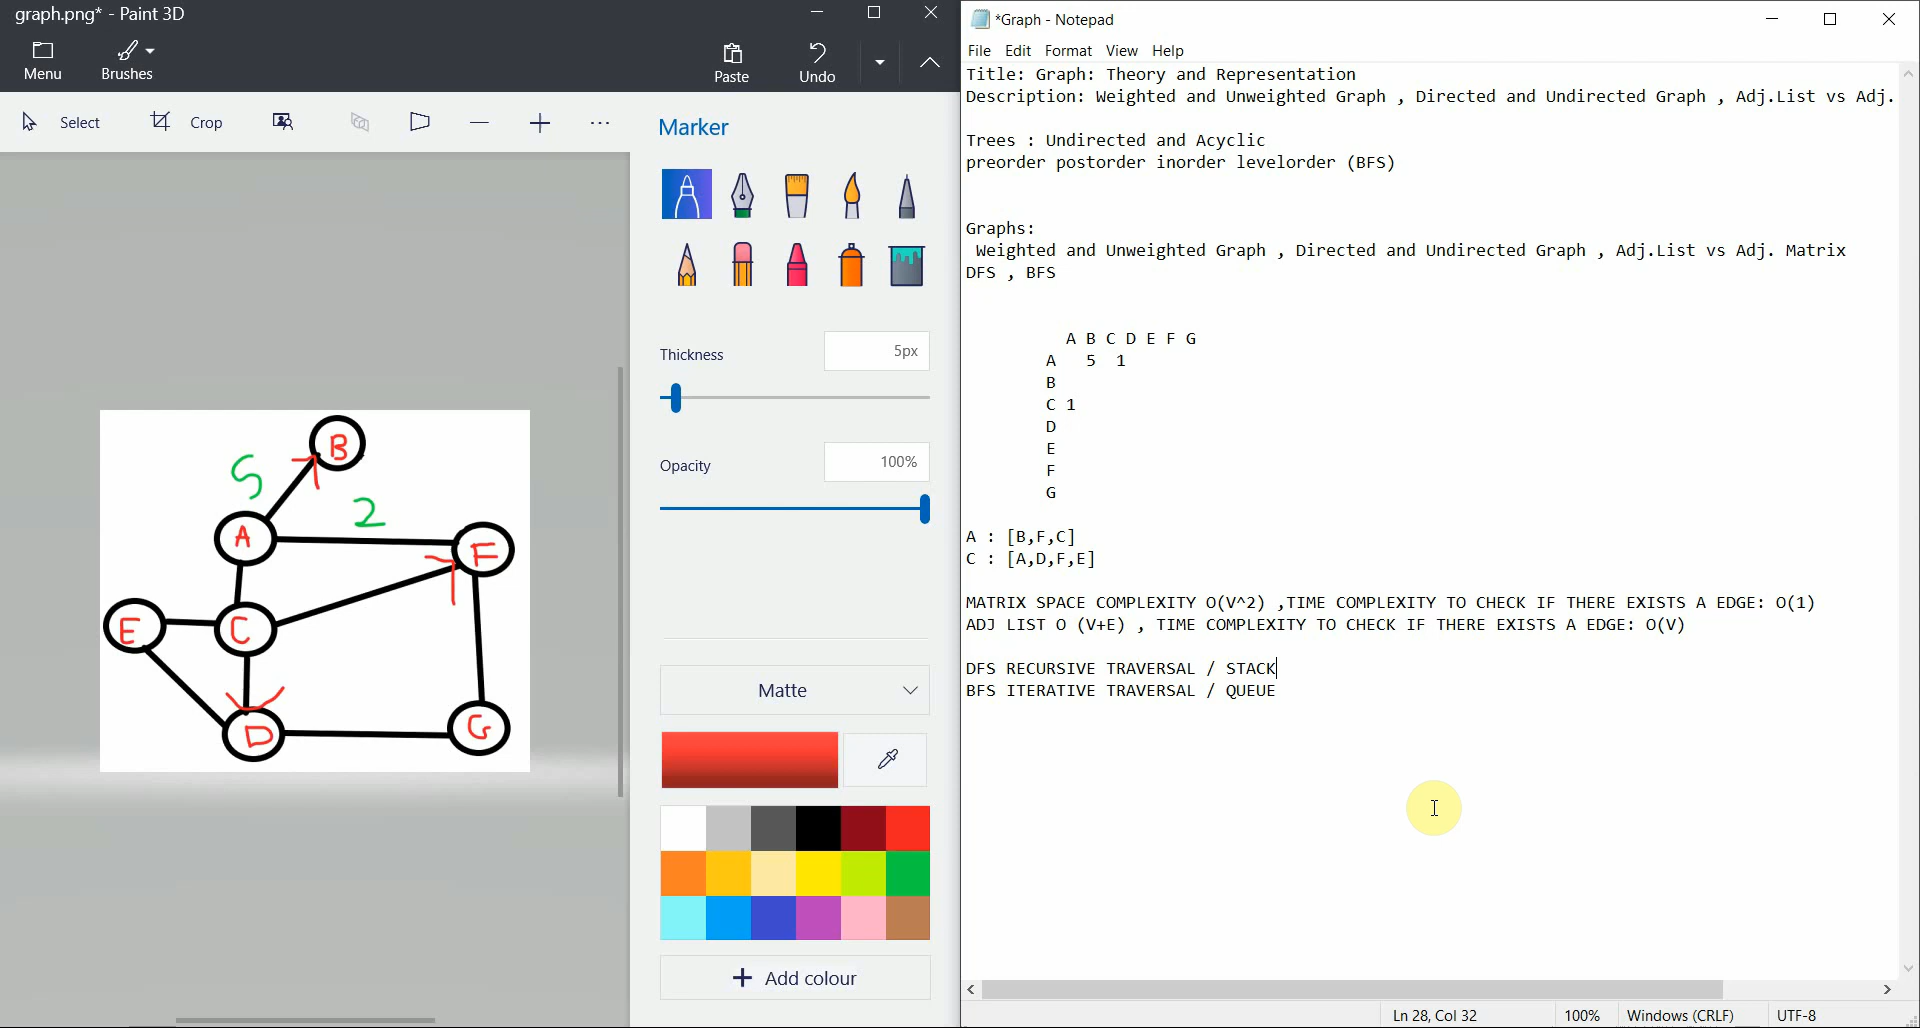 graph.png* - Paint 3D
Menu
Brushes
Paste
Undo
Select
Crop
Marker
Thickness
5px
Opacity
100%
Matte
Add colour
B
5
2
A
F
E
C
D
G
*Graph - Notepad
File Edit Format View Help
Title: Graph: Theory and Representation
Description: Weighted and Unweighted Graph , Directed and Undirected Graph , Adj.List vs Adj.
Trees : Undirected and Acyclic
preorder postorder inorder levelorder (BFS)
Graphs:
Weighted and Unweighted Graph , Directed and Undirected Graph , Adj.List vs Adj. Matrix
DFS , BFS
A B C D E F G
A 5 1
B
C 1
D
E
F
G
A : [B,F,C]
C : [A,D,F,E]
MATRIX SPACE COMPLEXITY O(V^2) ,TIME COMPLEXITY TO CHECK IF THERE EXISTS A EDGE: O(1)
ADJ LIST O (V+E) , TIME COMPLEXITY TO CHECK IF THERE EXISTS A EDGE: O(V)
DFS RECURSIVE TRAVERSAL / STACK
BFS ITERATIVE TRAVERSAL / QUEUE
Ln 28, Col 32
100%
Windows (CRLF)
UTF-8